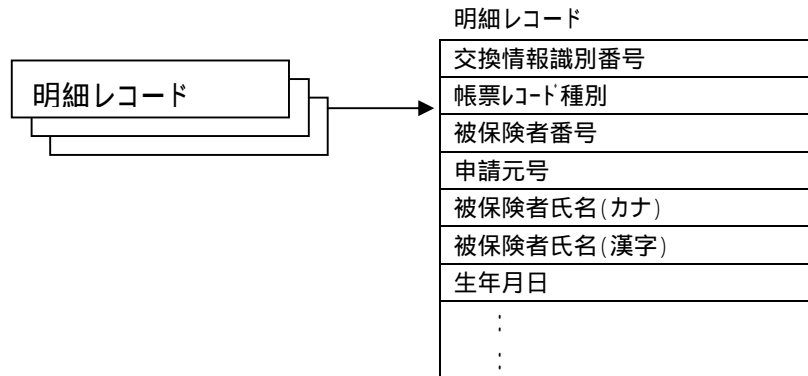 明細レコード
明細レコード
交換情報識別番号
帳票ﾚｺｰﾄﾞ種別
被保険者番号
申請元号
被保険者氏名(カナ)
被保険者氏名(漢字)
生年月日
:
: